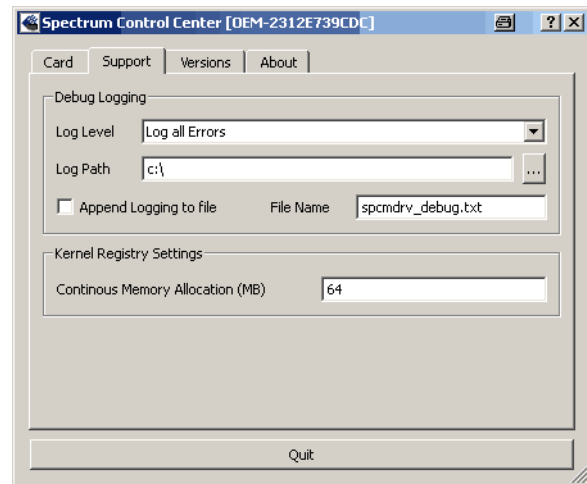 Spectrum Control Center [OEM-2312E739CDC]
Card Support Versions About
Debug Logging
Log Level Log all Errors
Log Path c:\ ...
Append Logging to file File Name spcmdrv_debug.txt
Kernel Registry Settings
Continous Memory Allocation (MB) 64
Quit